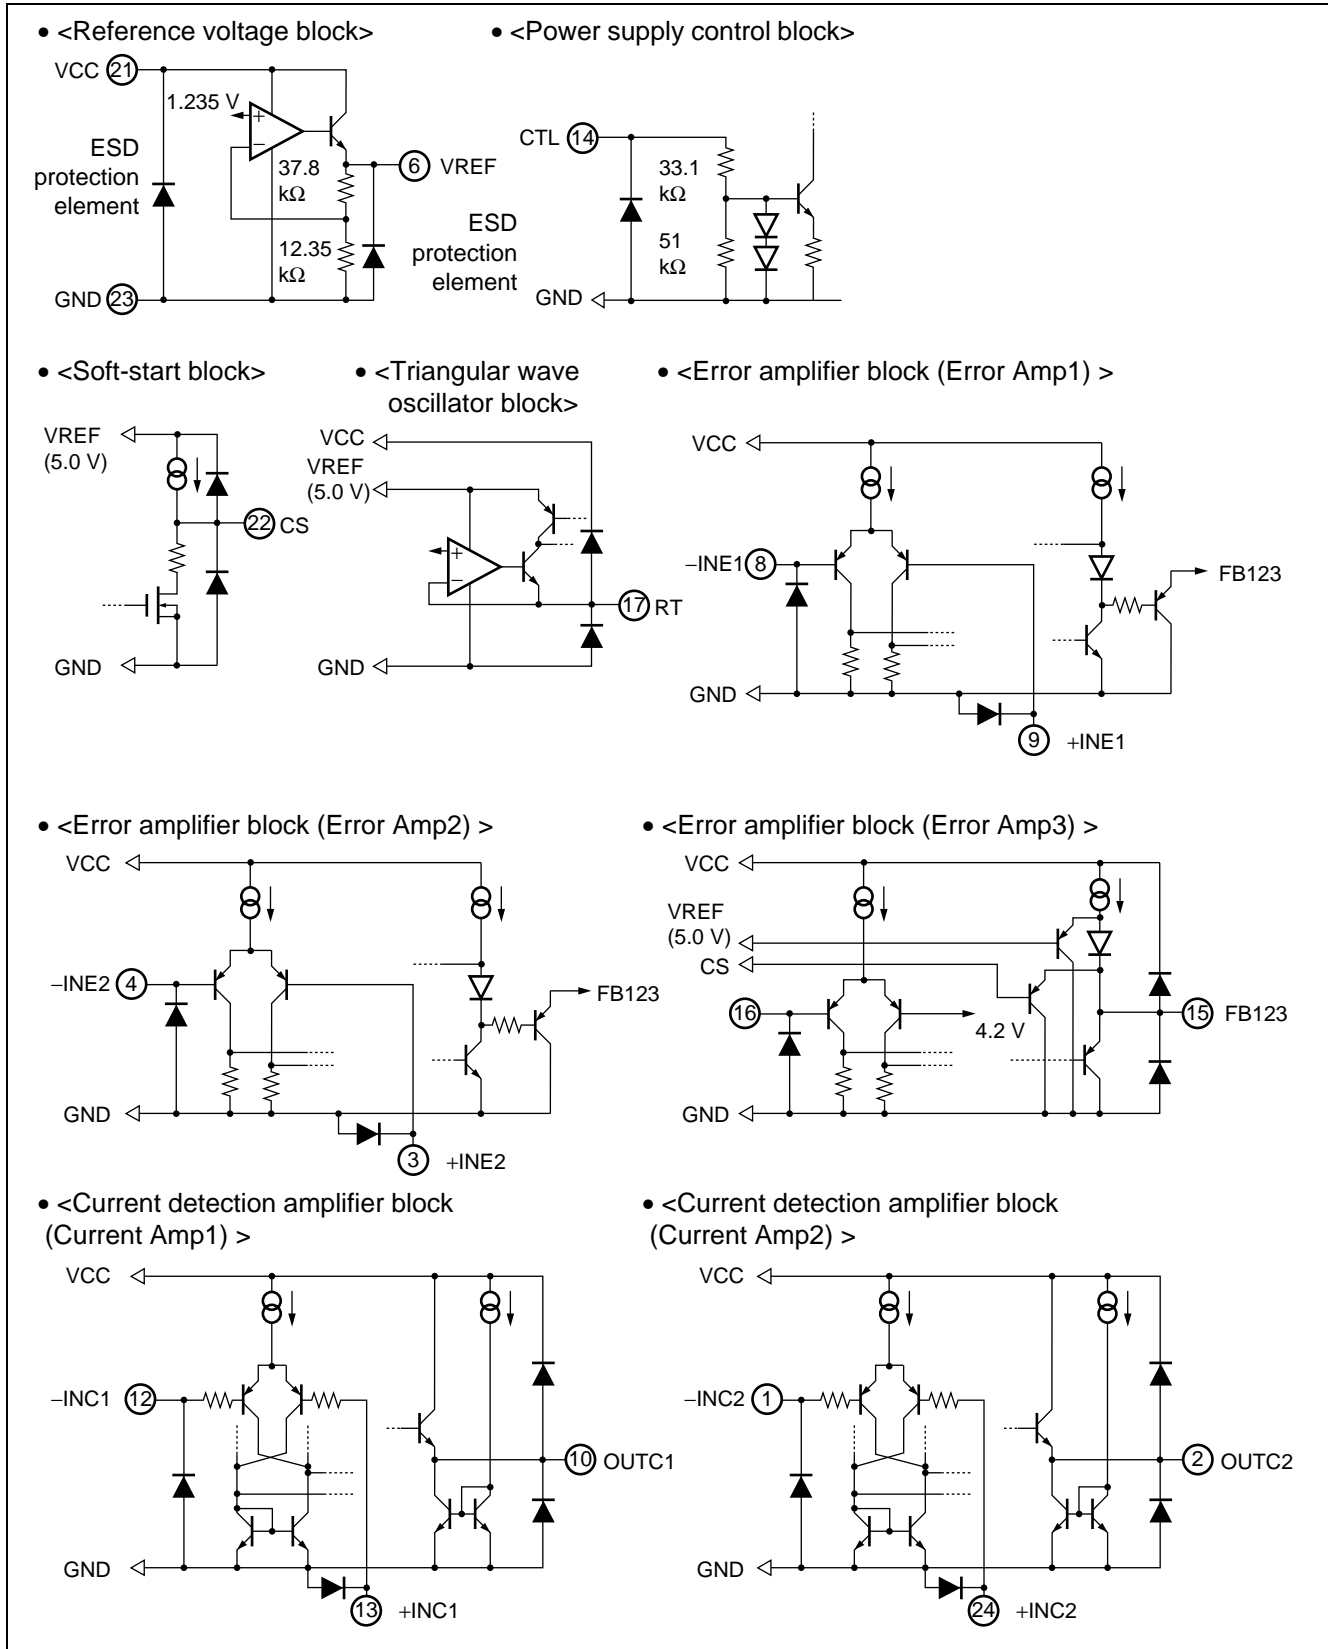 • <Reference voltage block>
VCC 21
1.235 V
+
−
ESD
protection
element
37.8
kΩ
12.35
kΩ
6 VREF
GND 23
• <Power supply control block>
CTL 14
33.1
kΩ
51
kΩ
ESD
protection
element
GND
• <Soft-start block>
VREF
(5.0 V)
22 CS
GND
• <Triangular wave
oscillator block>
VCC
VREF
(5.0 V)
+
−
17 RT
GND
• <Error amplifier block (Error Amp1) >
VCC
−INE1 8
FB123
GND
9 +INE1
• <Error amplifier block (Error Amp2) >
VCC
−INE2 4
FB123
GND
3 +INE2
• <Error amplifier block (Error Amp3) >
VCC
VREF
(5.0 V)
CS
16
4.2 V
15 FB123
GND
• <Current detection amplifier block
(Current Amp1) >
VCC
−INC1 12
10 OUTC1
GND
13 +INC1
• <Current detection amplifier block
(Current Amp2) >
VCC
−INC2 1
2 OUTC2
GND
24 +INC2